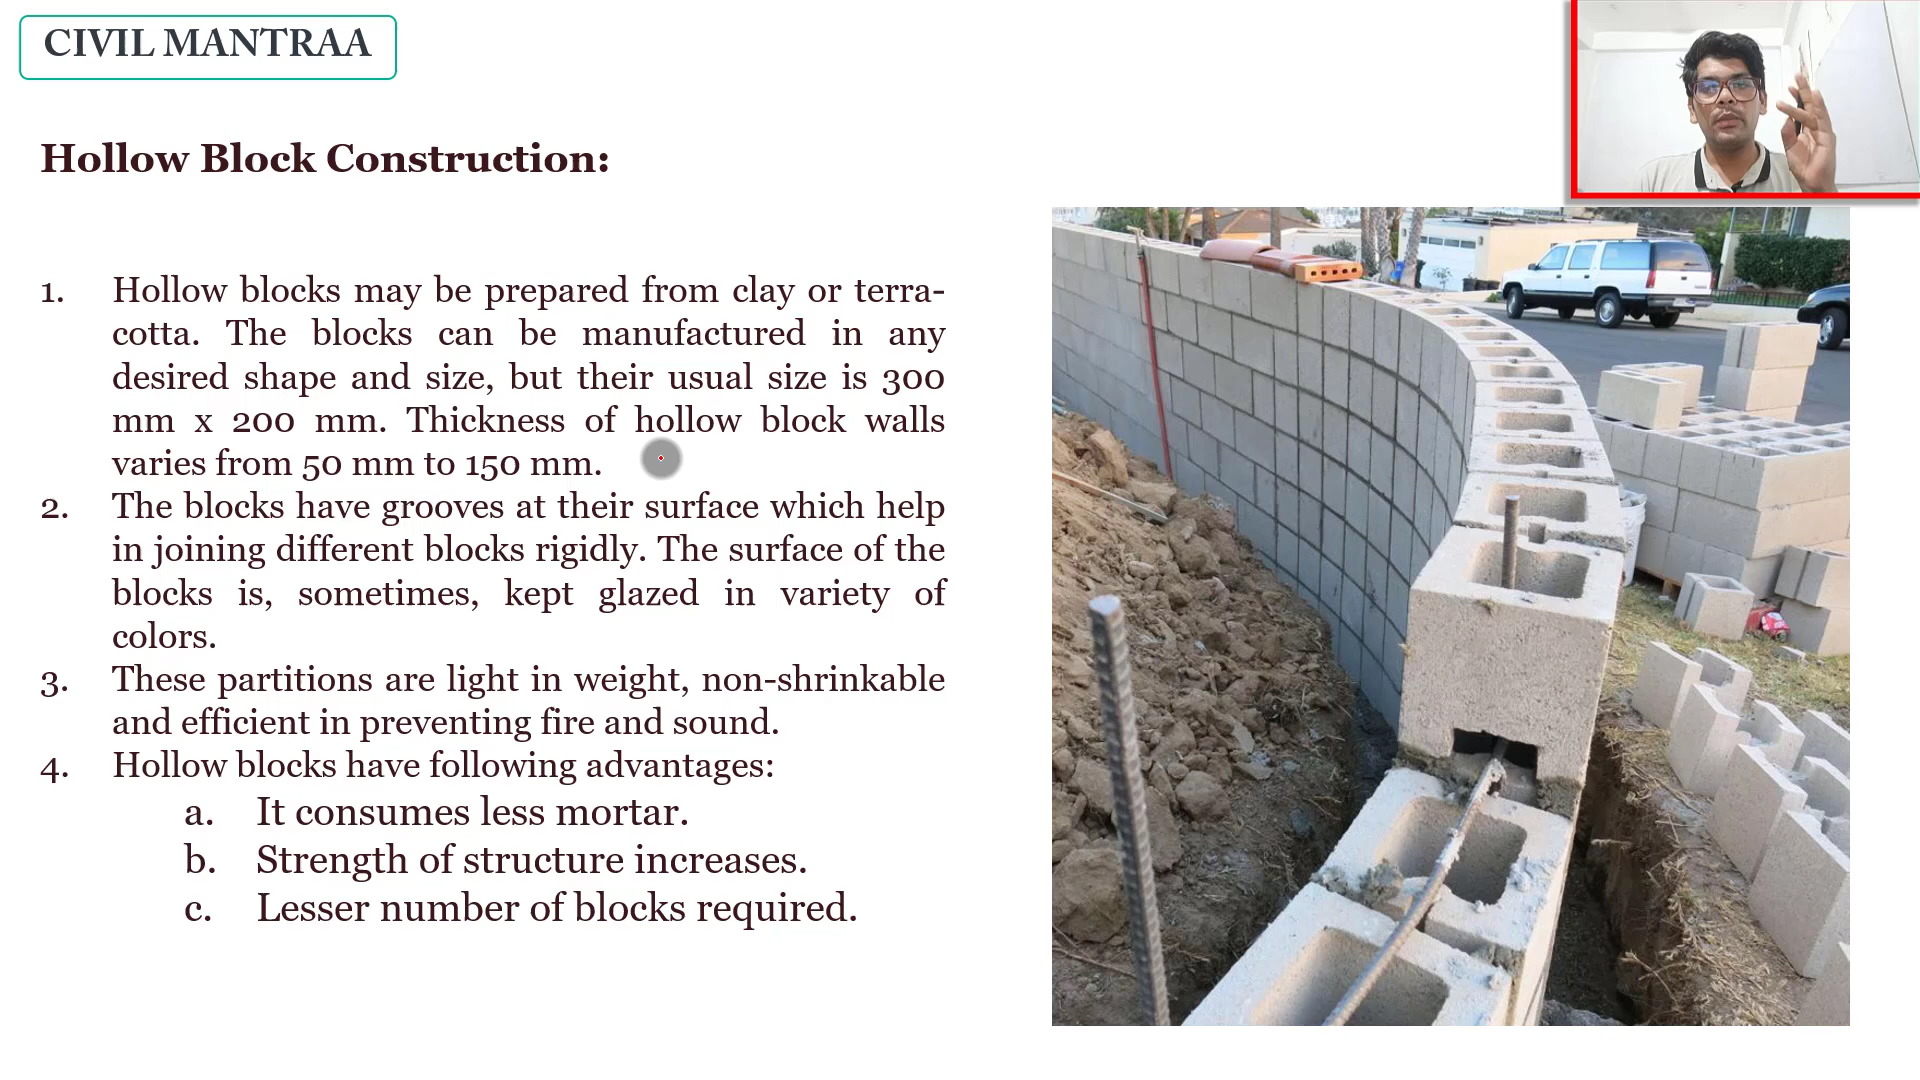 CIVIL MANTRAA
Hollow Block Construction:
1. Hollow blocks may be prepared from clay or terra-
cotta. The blocks can be manufactured in any
desired shape and size, but their usual size is 300
mm x 200 mm. Thickness of hollow block walls
varies from 50 mm to 150 mm.
2. The blocks have grooves at their surface which help
in joining different blocks rigidly. The surface of the
blocks is, sometimes, kept glazed in variety of
colors.
3. These partitions are light in weight, non-shrinkable
and efficient in preventing fire and sound.
4. Hollow blocks have following advantages:
a. It consumes less mortar.
b. Strength of structure increases.
c. Lesser number of blocks required.